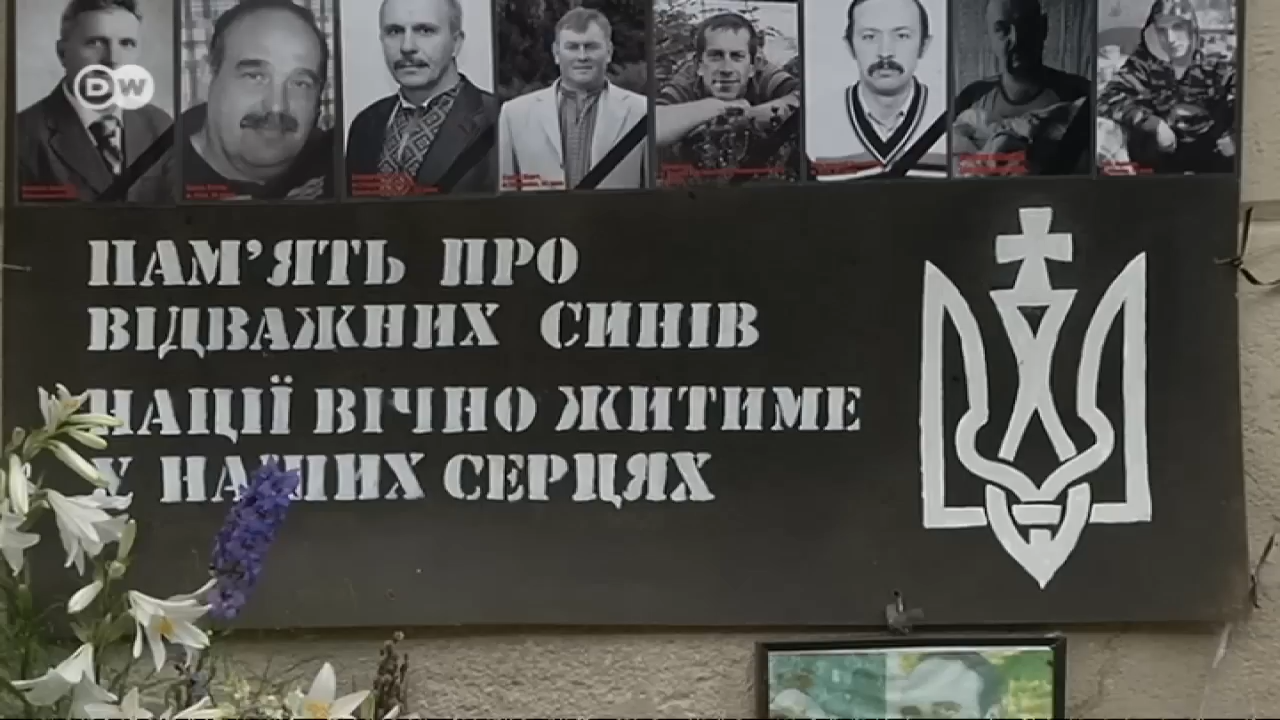 DW
ПАМ'ЯТЬ ПРО
ВІДВАЖНИХ СИНІВ
НАЦІЇ ВІЧНО ЖИТИМЕ
У НАШИХ СЕРЦЯХ